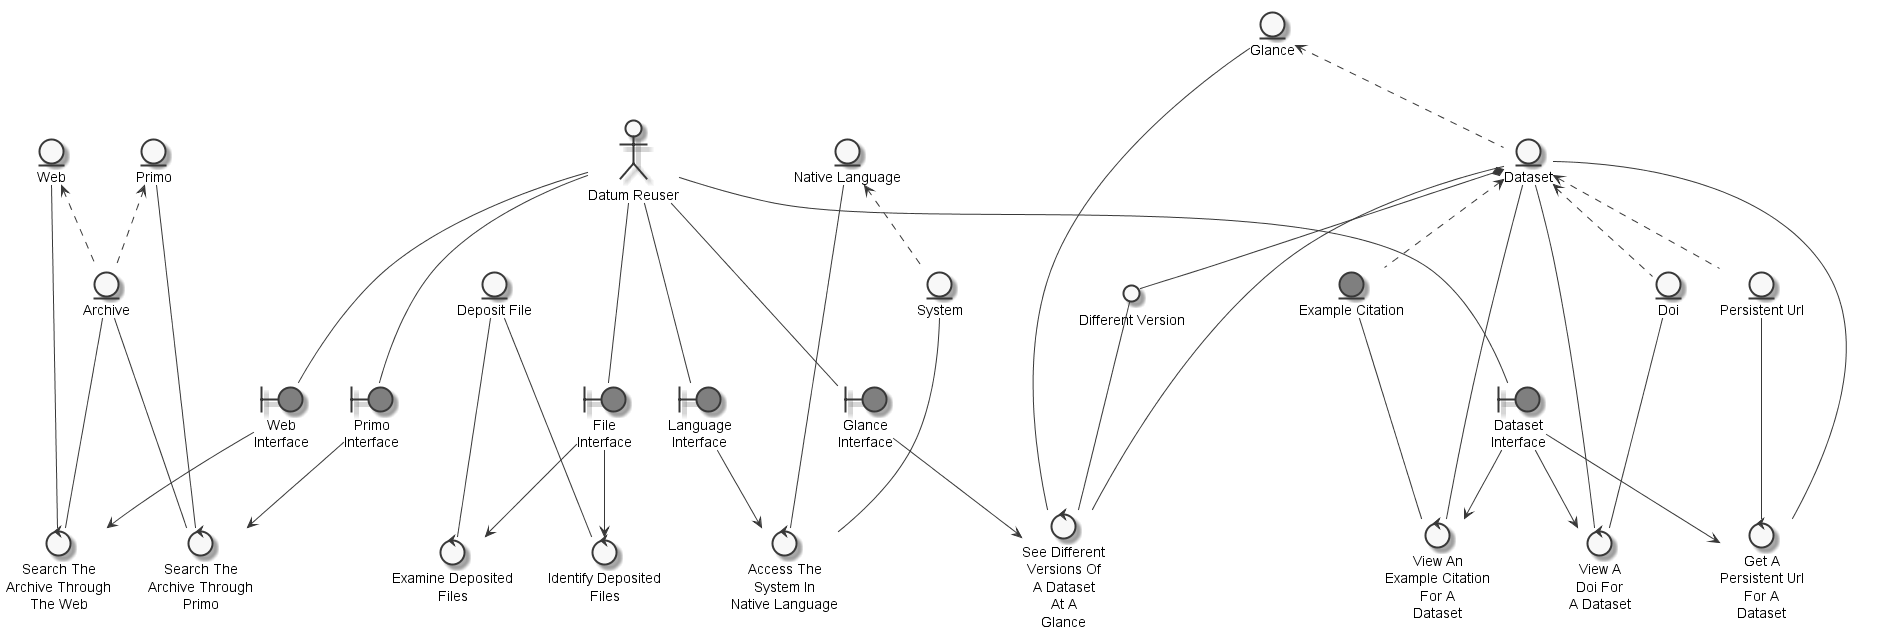 Glance
Web
Primo
Datum Reuser
Native Language
Dataset
Archive
Deposit File
System
Different Version
Example Citation
Doi
Persistent Url
Web
Interface
Primo
Interface
File
Interface
Language
Interface
Glance
Interface
Dataset
Interface
Search The
Archive Through
The Web
Search The
Archive Through
Primo
Examine Deposited
Files
Identify Deposited
Files
Access The
System In
Native Language
See Different
Versions Of
A Dataset
At A
Glance
View An
Example Citation
For A
Dataset
View A
Doi For
A Dataset
Get A
Persistent Url
For A
Dataset